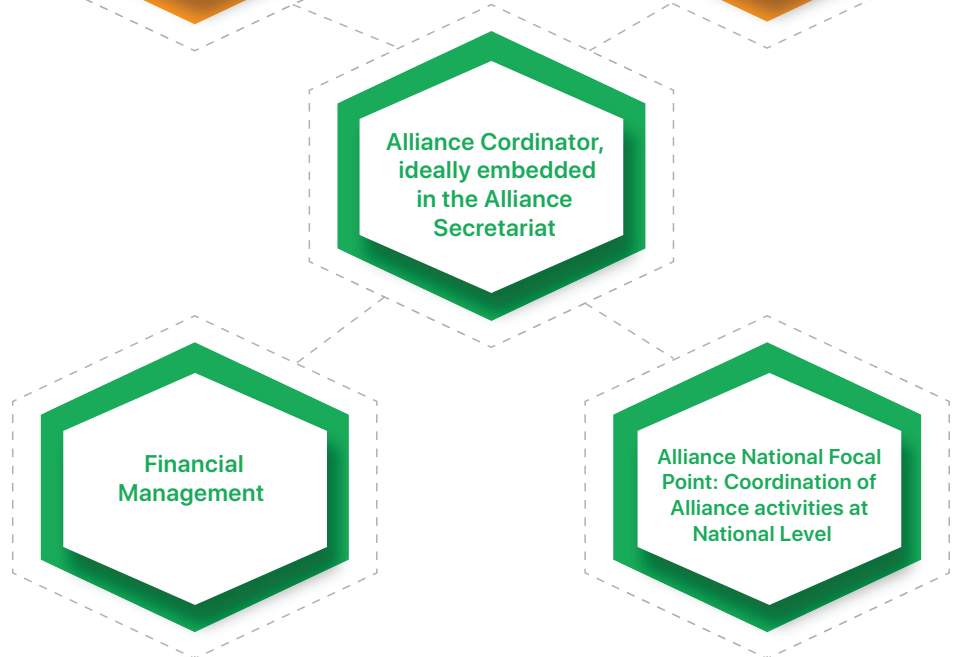 Alliance Cordinator,
ideally embedded
in the Alliance
Secretariat
Financial
Management
Alliance National Focal
Point: Coordination of
Alliance activities at
National Level